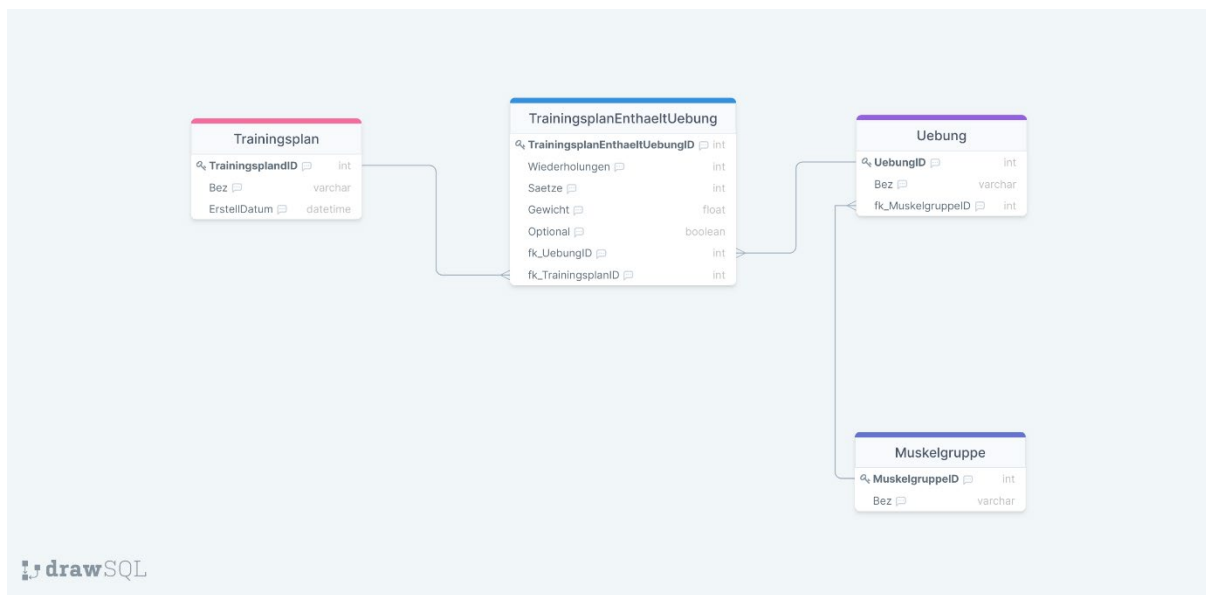 Trainingsplan
TrainingsplandID int
Bez varchar
ErstellDatum datetime
TrainingsplanEnthaeltUebung
TrainingsplanEnthaeltUebungID int
Wiederholungen int
Saetze int
Gewicht float
Optional boolean
fk_UebungID int
fk_TrainingsplanID int
Uebung
UebungID int
Bez varchar
fk_MuskelgruppeID int
Muskelgruppe
MuskelgruppeID int
Bez varchar
drawSQL